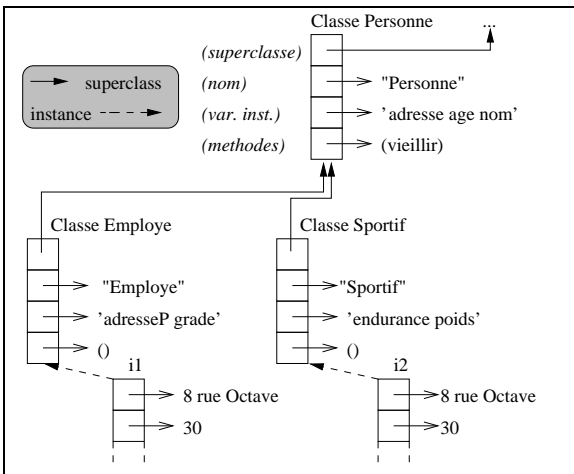 Classe Personne ...
(superclasse)
superclass
(nom) "Personne"
instance
(var. inst.) 'adresse age nom'
(methodes) (vieillir)
Classe Employe Classe Sportif
"Employe" "Sportif"
'adresseP grade' 'endurance poids'
() ()
i1 i2
8 rue Octave 8 rue Octave
30 30